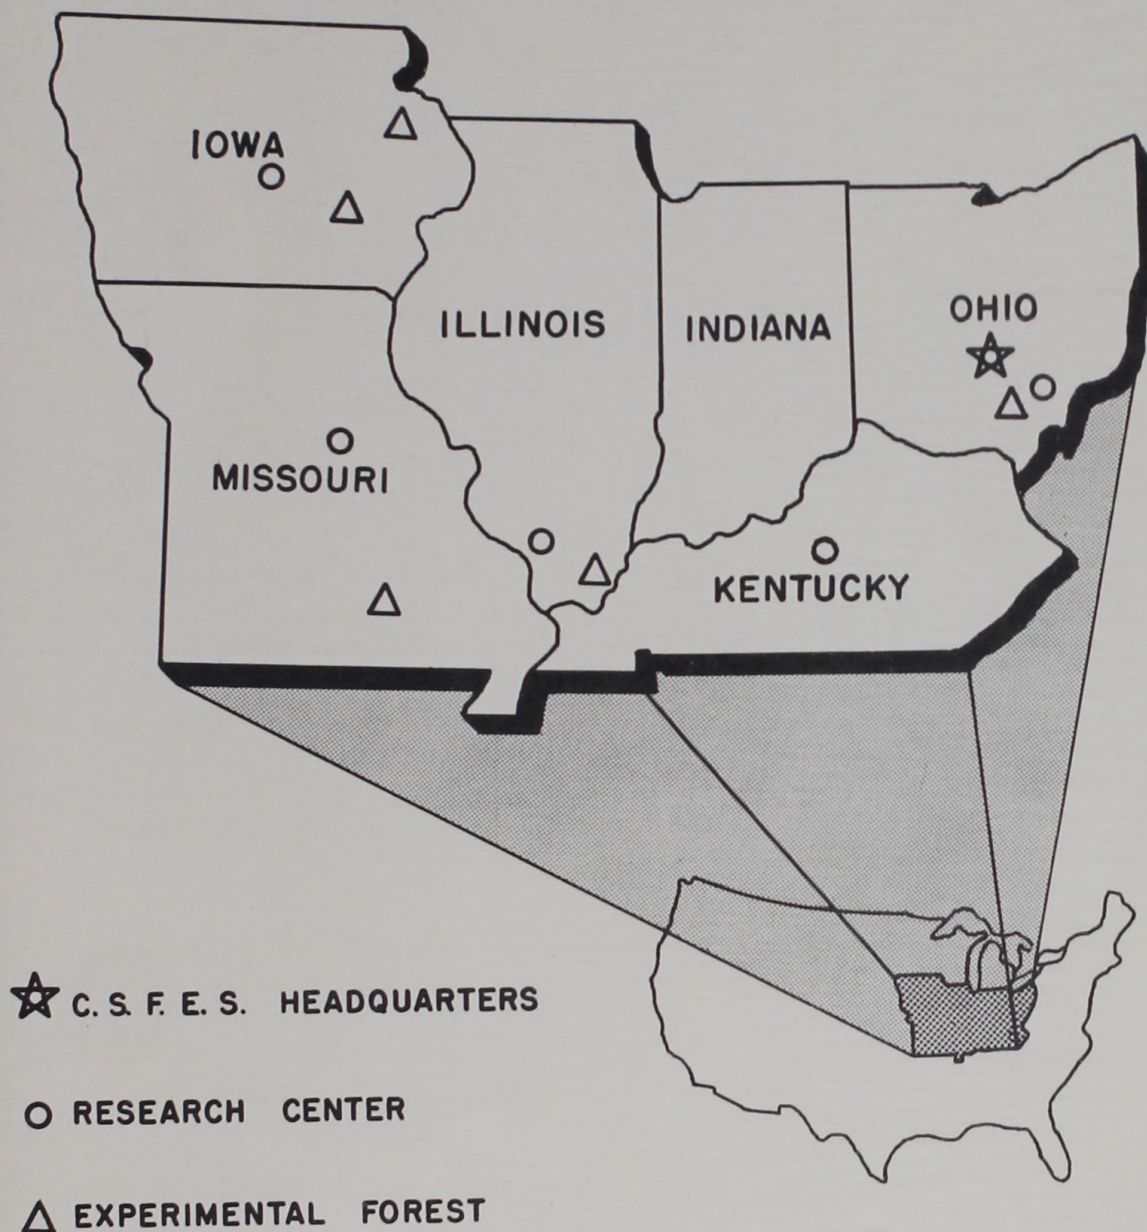 IOWA
ILLINOIS
INDIANA
OHIO
MISSOURI
KENTUCKY
C. S. F. E. S. HEADQUARTERS
RESEARCH CENTER
EXPERIMENTAL FOREST